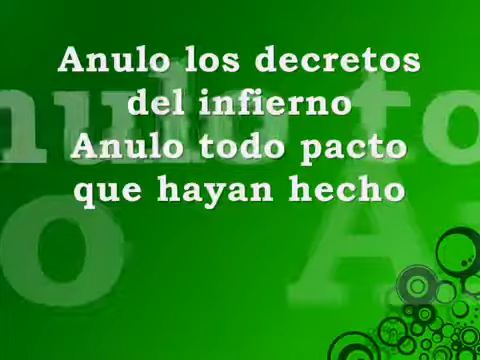 Anulo los decretos
del infierno
Anulo todo pacto
que hayan hecho